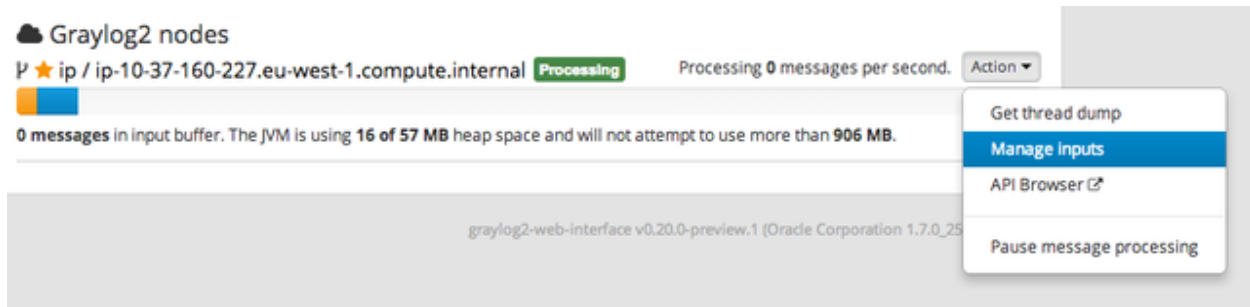 Graylog2 nodes
ip / ip-10-37-160-227.eu-west-1.compute.internal Processing Processing 0 messages per second. Action
0 messages in input buffer. The JVM is using 16 of 57 MB heap space and will not attempt to use more than 906 MB.
Get thread dump
Manage inputs
API Browser
Pause message processing
graylog2-web-interface v0.20.0-preview.1 (Oracle Corporation 1.7.0_25